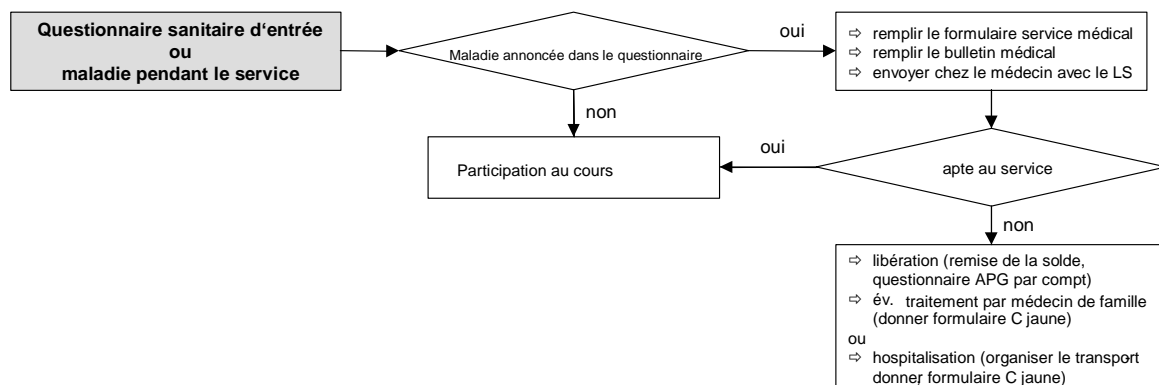 Questionnaire sanitaire d'entrée
ou
maladie pendant le service
Maladie annoncée dans le questionnaire
oui
⇨ remplir le formulaire service médical
⇨ remplir le bulletin médical
⇨ envoyer chez le médecin avec le LS
non
Participation au cours
oui
apte au service
non
⇨ libération (remise de la solde,
questionnaire APG par compt)
⇨ év. traitement par médecin de famille
(donner formulaire C jaune)
ou
⇨ hospitalisation (organiser le transport
donner formulaire C jaune)